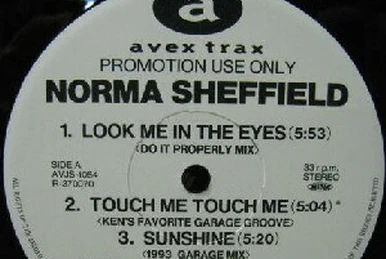 a
avex trax
PROMOTION USE ONLY
NORMA SHEFFIELD
1. LOOK ME IN THE EYES (5:53)
(DO IT PROPERLY MIX)
SIDE A
AVJS-1054
R-370070
33 r.p.m.
STEREO
2. TOUCH ME TOUCH ME (5:04)*
(KEN'S FAVORITE GARAGE GROOVE)
3. SUNSHINE (5:20)
(1993 GARAGE MIX)